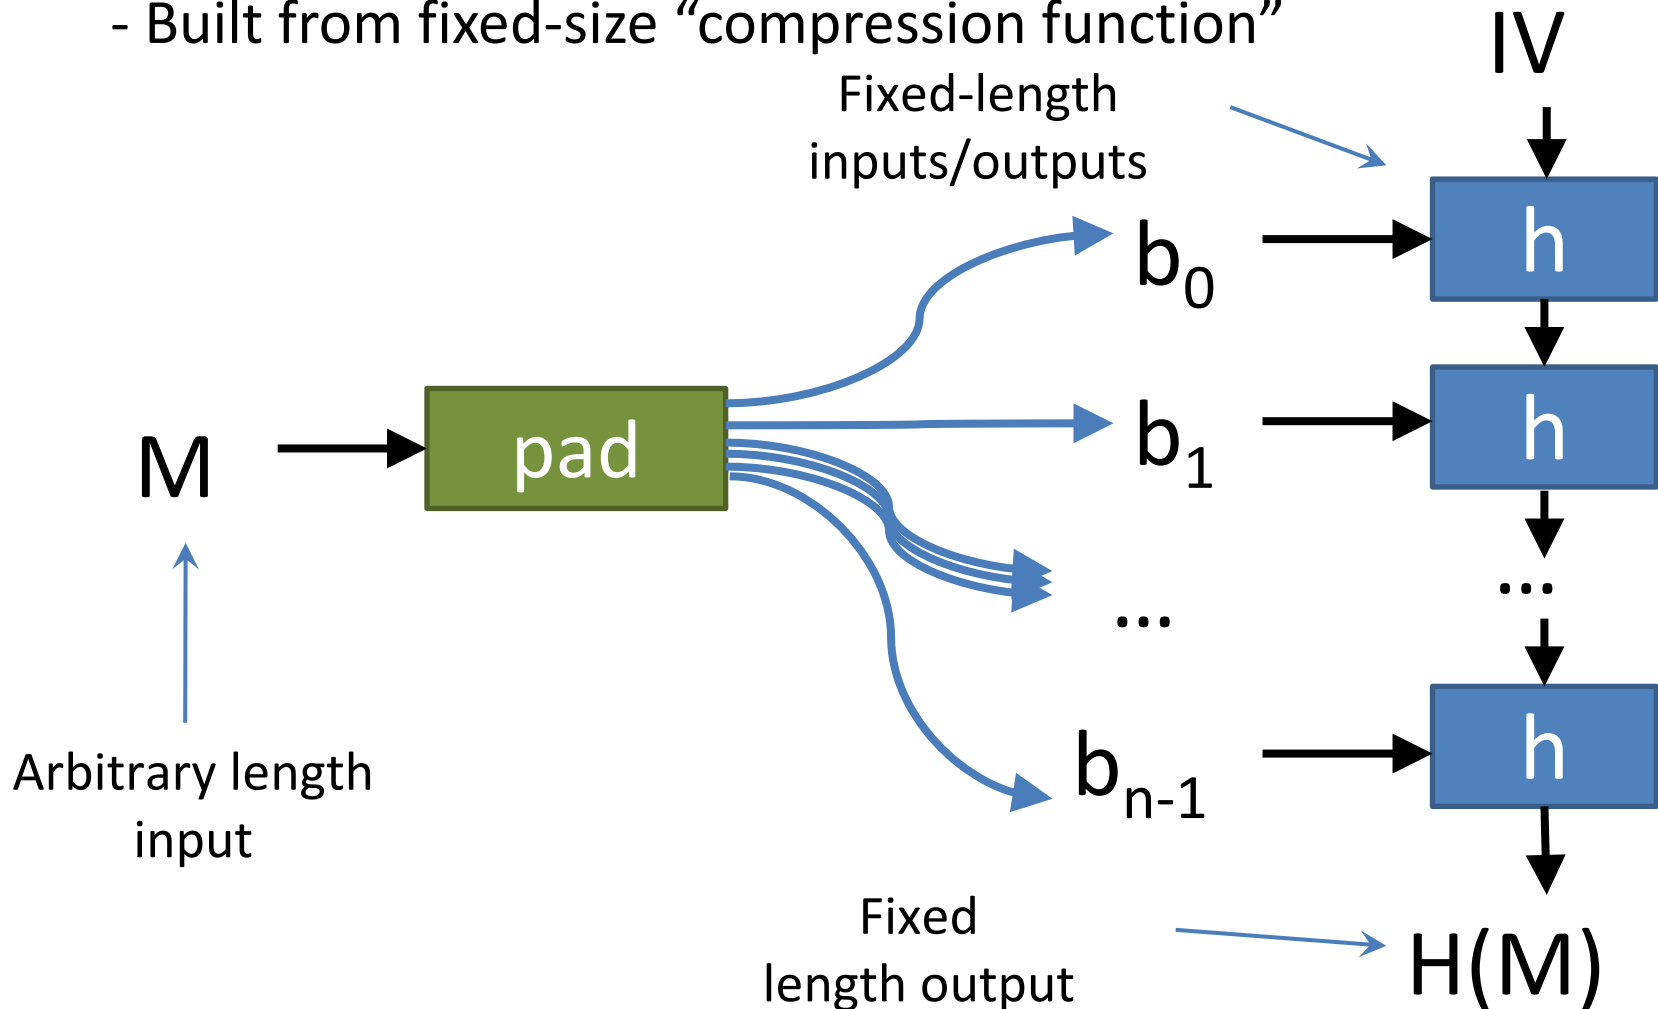 - Built from fixed-size “compression function”
IV
Fixed-length
inputs/outputs
b0
h
b1
h
M
pad
...
...
bn-1
h
Arbitrary length
input
Fixed
length output
H(M)